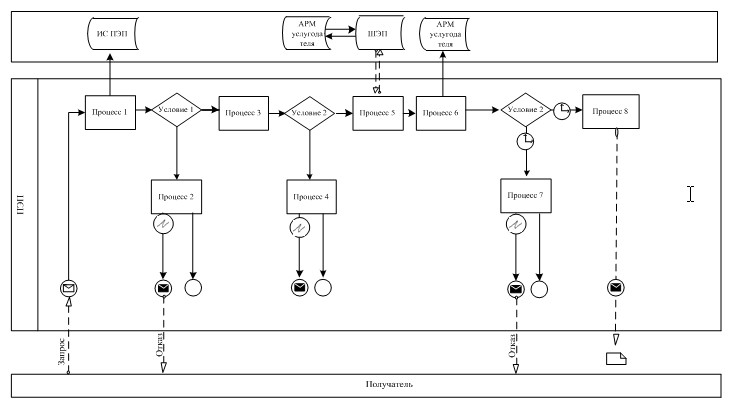 ИС ПЭП
АРМ
услугода
теля
ШЭП
АРМ
услугода
теля
ПЭП
Процесс 1
Условие 1
Процесс 3
Условие 2
Процесс 5
Процесс 6
Условие 2
Процесс 8
Процесс 2
Процесс 4
Процесс 7
Запрос
Отказ
Отказ
Получатель